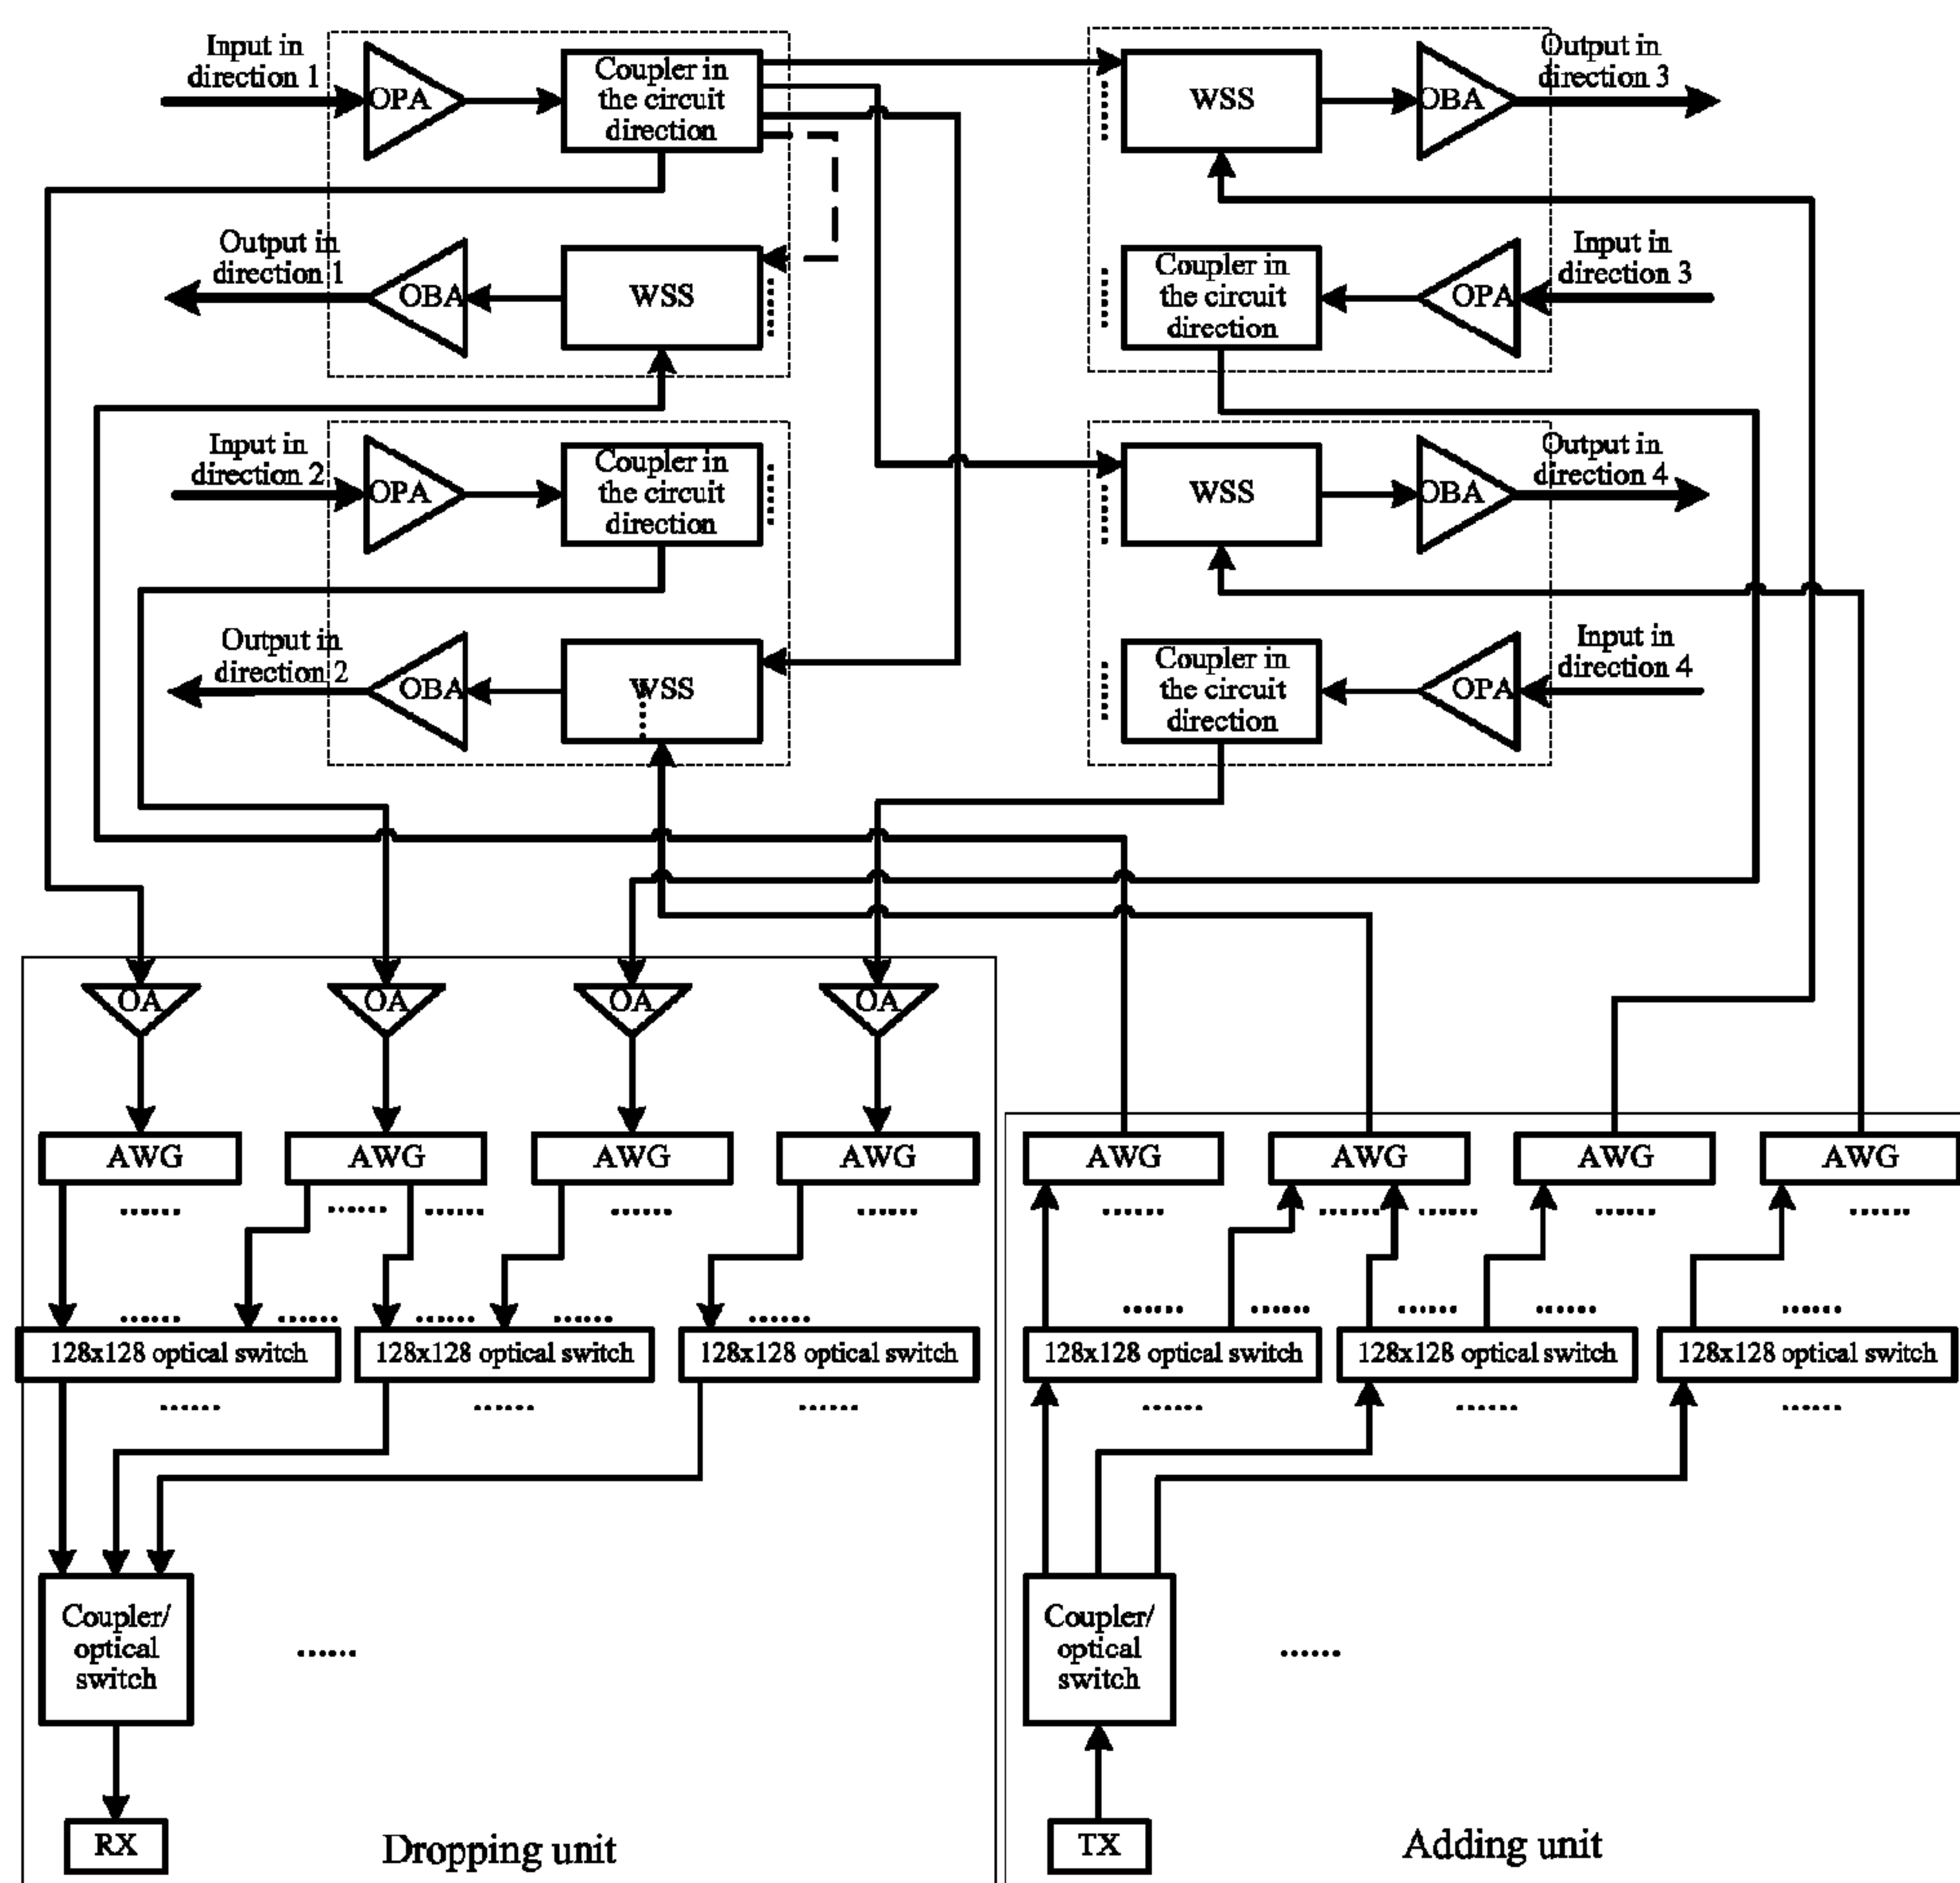 Input in
direction 1
OPA
Coupler in
the circuit
direction
WSS
OBA
Output in
direction 3
Output in
direction 1
OBA
WSS
Coupler in
the circuit
direction
OPA
Input in
direction 3
Input in
direction 2
OPA
Coupler in
the circuit
direction
WSS
OBA
Output in
direction 4
Output in
direction 2
OBA
WSS
Coupler in
the circuit
direction
OPA
Input in
direction 4
OA
OA
OA
OA
AWG
AWG
AWG
AWG
AWG
AWG
AWG
AWG
128x128 optical switch
128x128 optical switch
128x128 optical switch
128x128 optical switch
128x128 optical switch
128x128 optical switch
Coupler/
optical
switch
Coupler/
optical
switch
RX
Dropping unit
TX
Adding unit